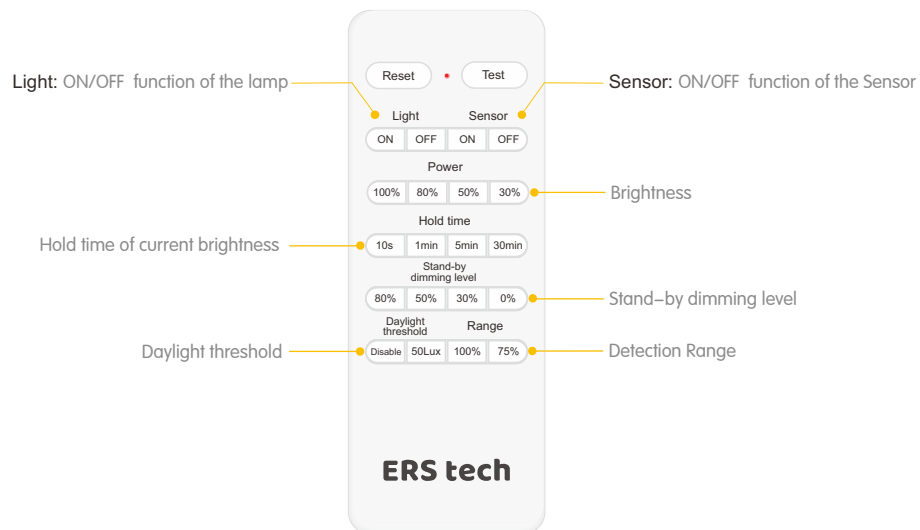 Reset Test
Light: ON/OFF function of the lamp
Sensor: ON/OFF function of the Sensor
Light Sensor
ON OFF ON OFF
Power
100% 80% 50% 30%
Brightness
Hold time
Hold time of current brightness
10s 1min 5min 30min
Stand-by
dimming level
80% 50% 30% 0%
Stand-by dimming level
Daylight
threshold
Range
Daylight threshold
Disable 50Lux 100% 75%
Detection Range
ERS tech